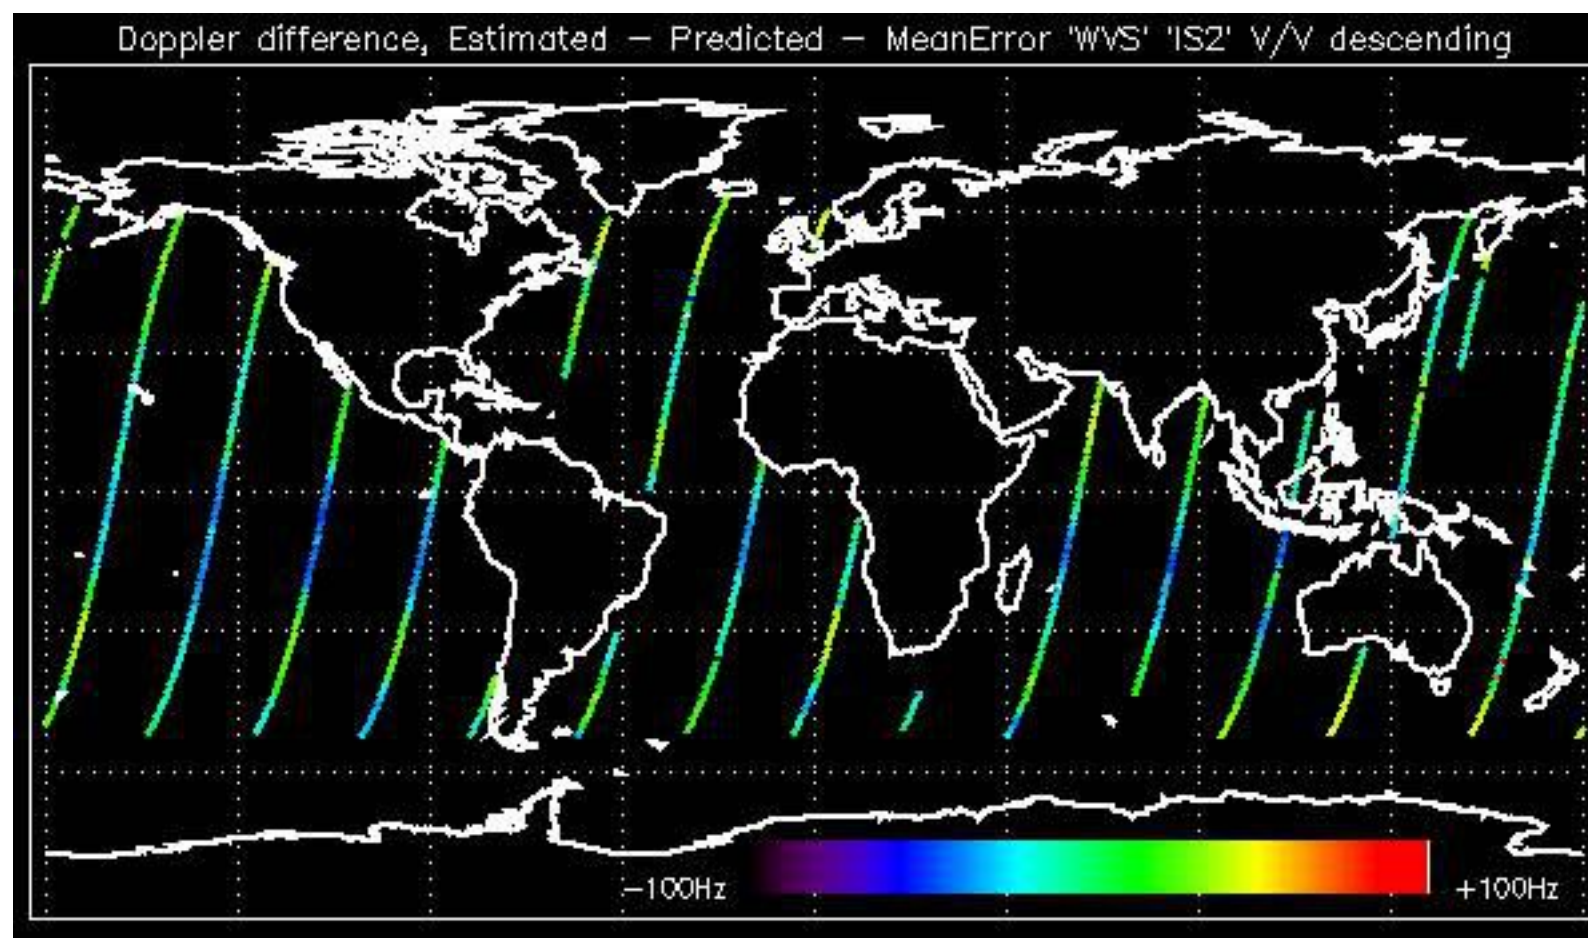 Doppler difference, Estimated - Predicted - MeanError 'WVS' 'IS2' V/V descending
-100Hz
+100Hz